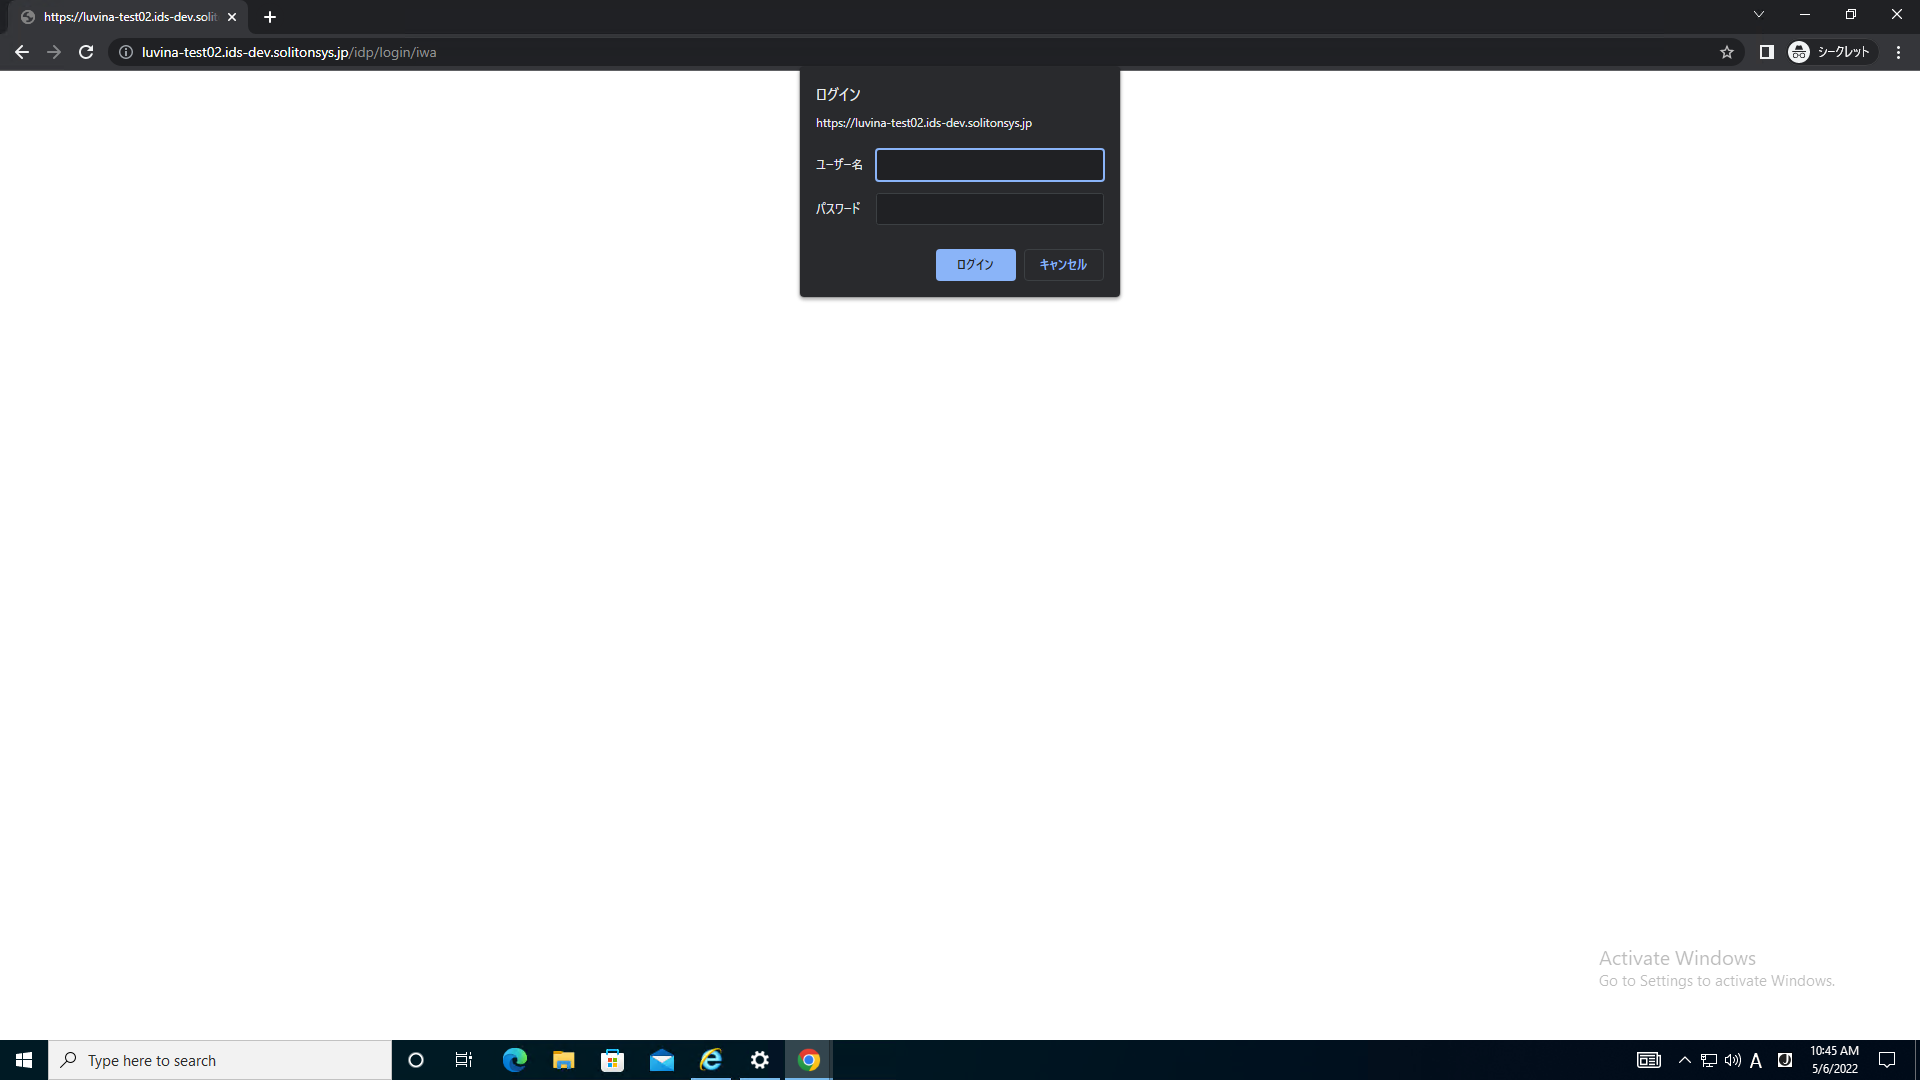 https://luvina-test02.ids-dev.solit
luvina-test02.ids-dev.solitonsys.jp/idp/login/iwa
シークレット
ログイン
https://luvina-test02.ids-dev.solitonsys.jp
ユーザー名
パスワード
ログイン
キャンセル
Activate Windows
Go to Settings to activate Windows.
Type here to search
A
10:45 AM
5/6/2022